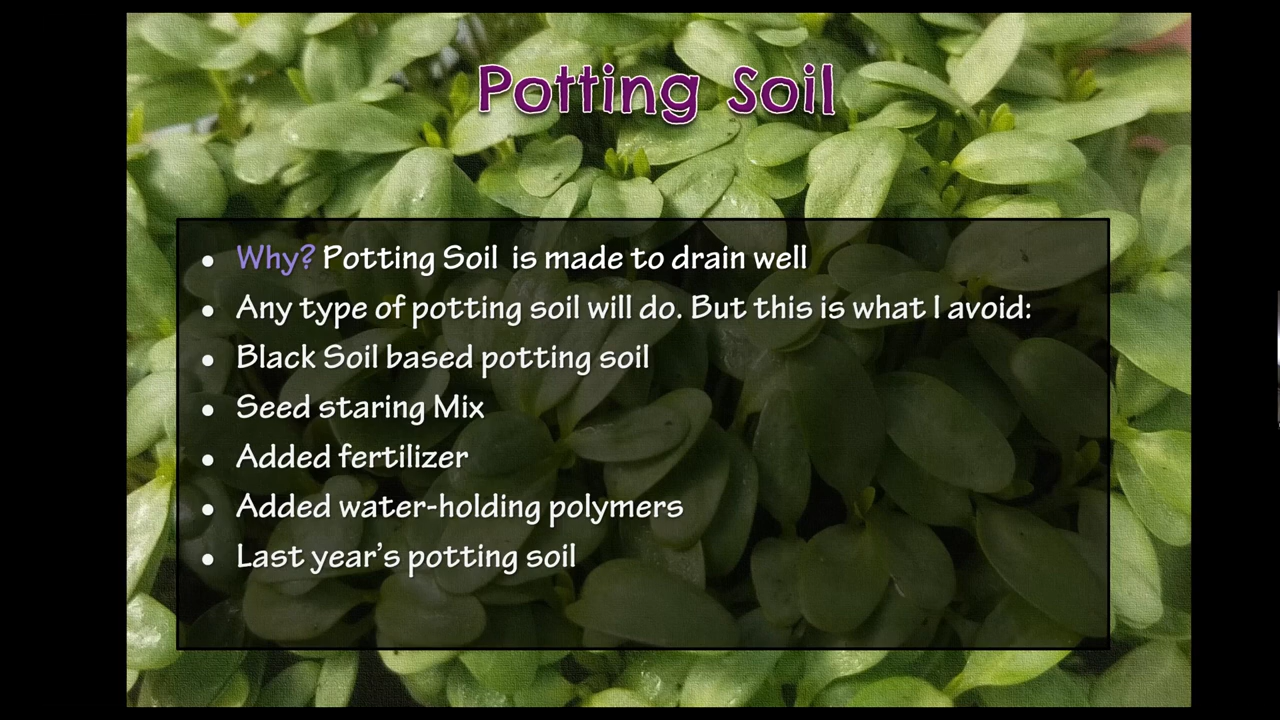 Potting Soil
• Why? Potting Soil is made to drain well
• Any type of potting soil will do. But this is what I avoid:
• Black Soil based potting soil
• Seed staring Mix
• Added fertilizer
• Added water-holding polymers
• Last year's potting soil